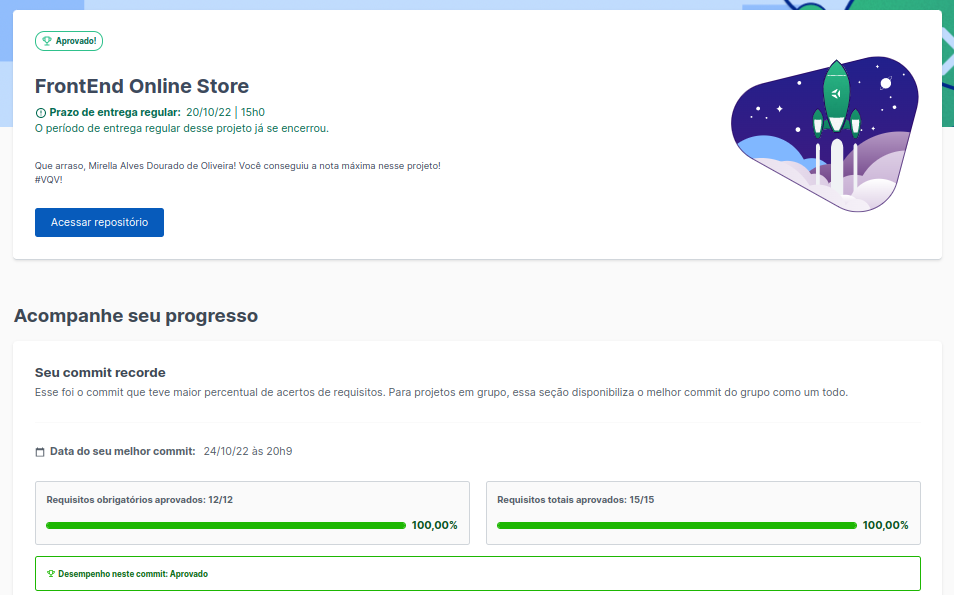 Aprovado!
FrontEnd Online Store
Prazo de entrega regular: 20/10/22 | 15h0
O período de entrega regular desse projeto já se encerrou.
Que arraso, Mirella Alves Dourado de Oliveira! Você conseguiu a nota máxima nesse projeto!
#VQV!
Acessar repositório
Acompanhe seu progresso
Seu commit recorde
Esse foi o commit que teve maior percentual de acertos de requisitos. Para projetos em grupo, essa seção disponibiliza o melhor commit do grupo como um todo.
Data do seu melhor commit: 24/10/22 às 20h9
Requisitos obrigatórios aprovados: 12/12
100,00%
Requisitos totais aprovados: 15/15
100,00%
Desempenho neste commit: Aprovado